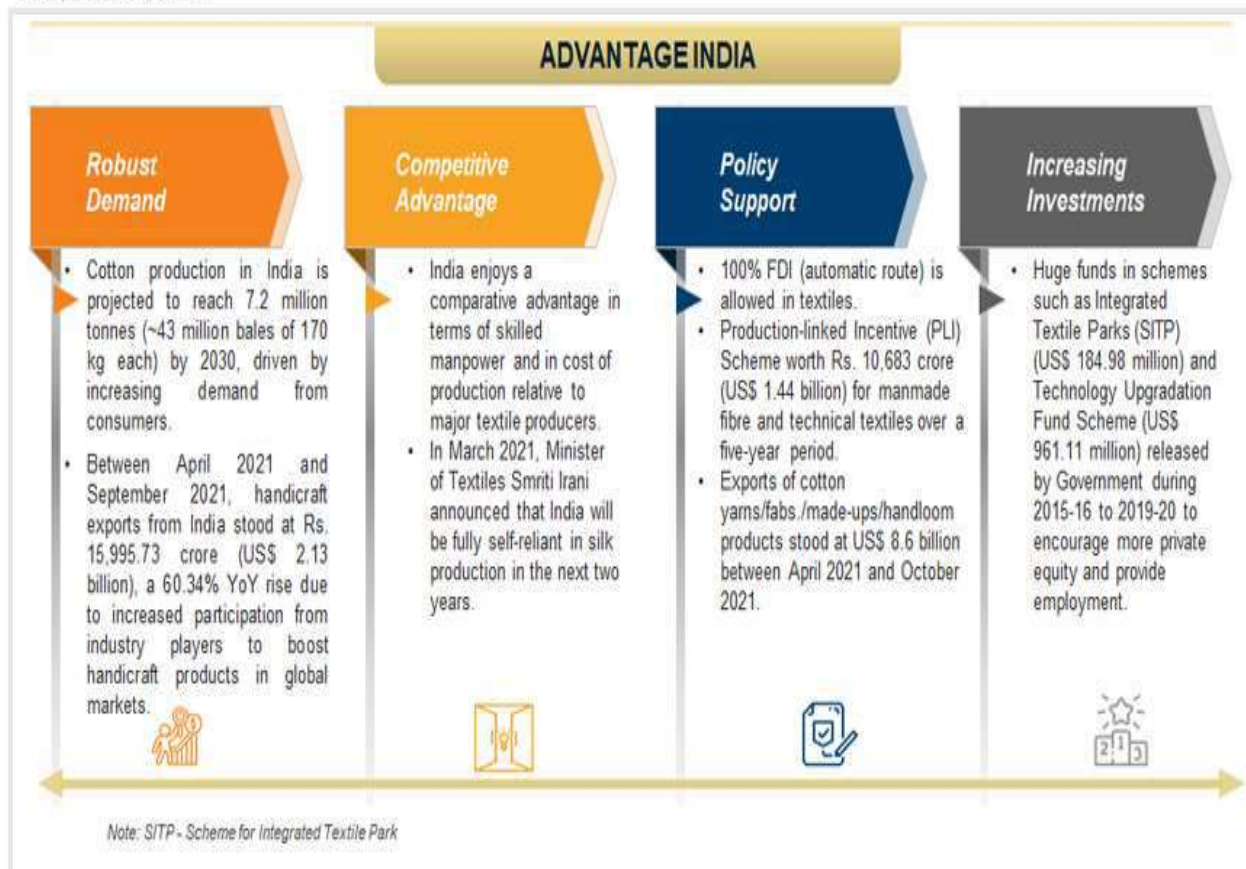 ADVANTAGE INDIA
Robust
Demand
• Cotton production in India is
projected to reach 7.2 million
tonnes (~43 million bales of 170
kg each) by 2030, driven by
increasing demand from
consumers.
• Between April 2021 and
September 2021, handicraft
exports from India stood at Rs.
15,995.73 crore (US$ 2.13
billion), a 60.34% YoY rise due
to increased participation from
industry players to boost
handicraft products in global
markets.
Competitive
Advantage
• India enjoys a
comparative advantage in
terms of skilled
manpower and in cost of
production relative to
major textile producers.
• In March 2021, Minister
of Textiles Smriti Irani
announced that India will
be fully self-reliant in silk
production in the next two
years.
Policy
Support
• 100% FDI (automatic route) is
allowed in textiles.
• Production-linked Incentive (PLI)
Scheme worth Rs. 10,683 crore
(US$ 1.44 billion) for manmade
fibre and technical textiles over a
five-year period.
• Exports of cotton
yarns/fabs./made-ups/handloom
products stood at US$ 8.6 billion
between April 2021 and October
2021.
Increasing
Investments
• Huge funds in schemes
such as Integrated
Textile Parks (SITP)
(US$ 184.98 million) and
Technology Upgradation
Fund Scheme (US$
961.11 million) released
by Government during
2015-16 to 2019-20 to
encourage more private
equity and provide
employment.
2 1 3
Note: SITP - Scheme for Integrated Textile Park